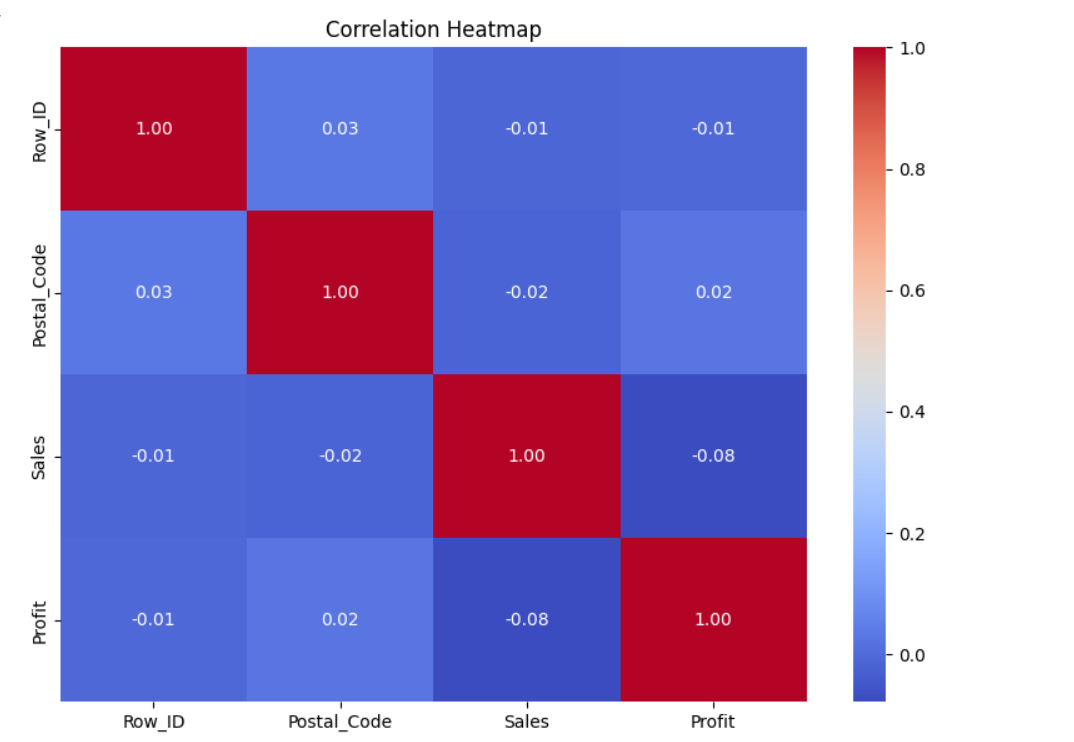 Correlation Heatmap
Row_ID 1.00 0.03 -0.01 -0.01
Postal_Code 0.03 1.00 -0.02 0.02
Sales -0.01 -0.02 1.00 -0.08
Profit -0.01 0.02 -0.08 1.00
Row_ID Postal_Code Sales Profit
1.0
0.8
0.6
0.4
0.2
0.0